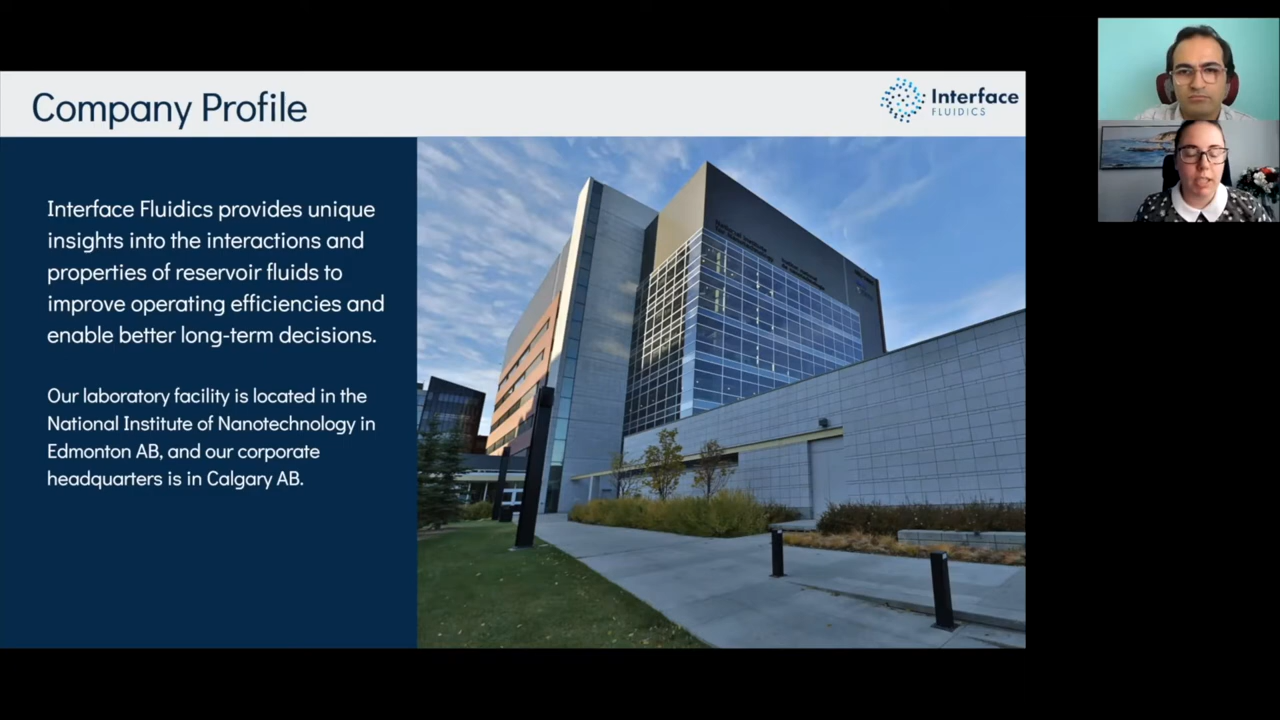 Company Profile
Interface
FLUIDICS
Interface Fluidics provides unique
insights into the interactions and
properties of reservoir fluids to
improve operating efficiencies and
enable better long-term decisions.
Our laboratory facility is located in the
National Institute of Nanotechnology in
Edmonton AB, and our corporate
headquarters is in Calgary AB.